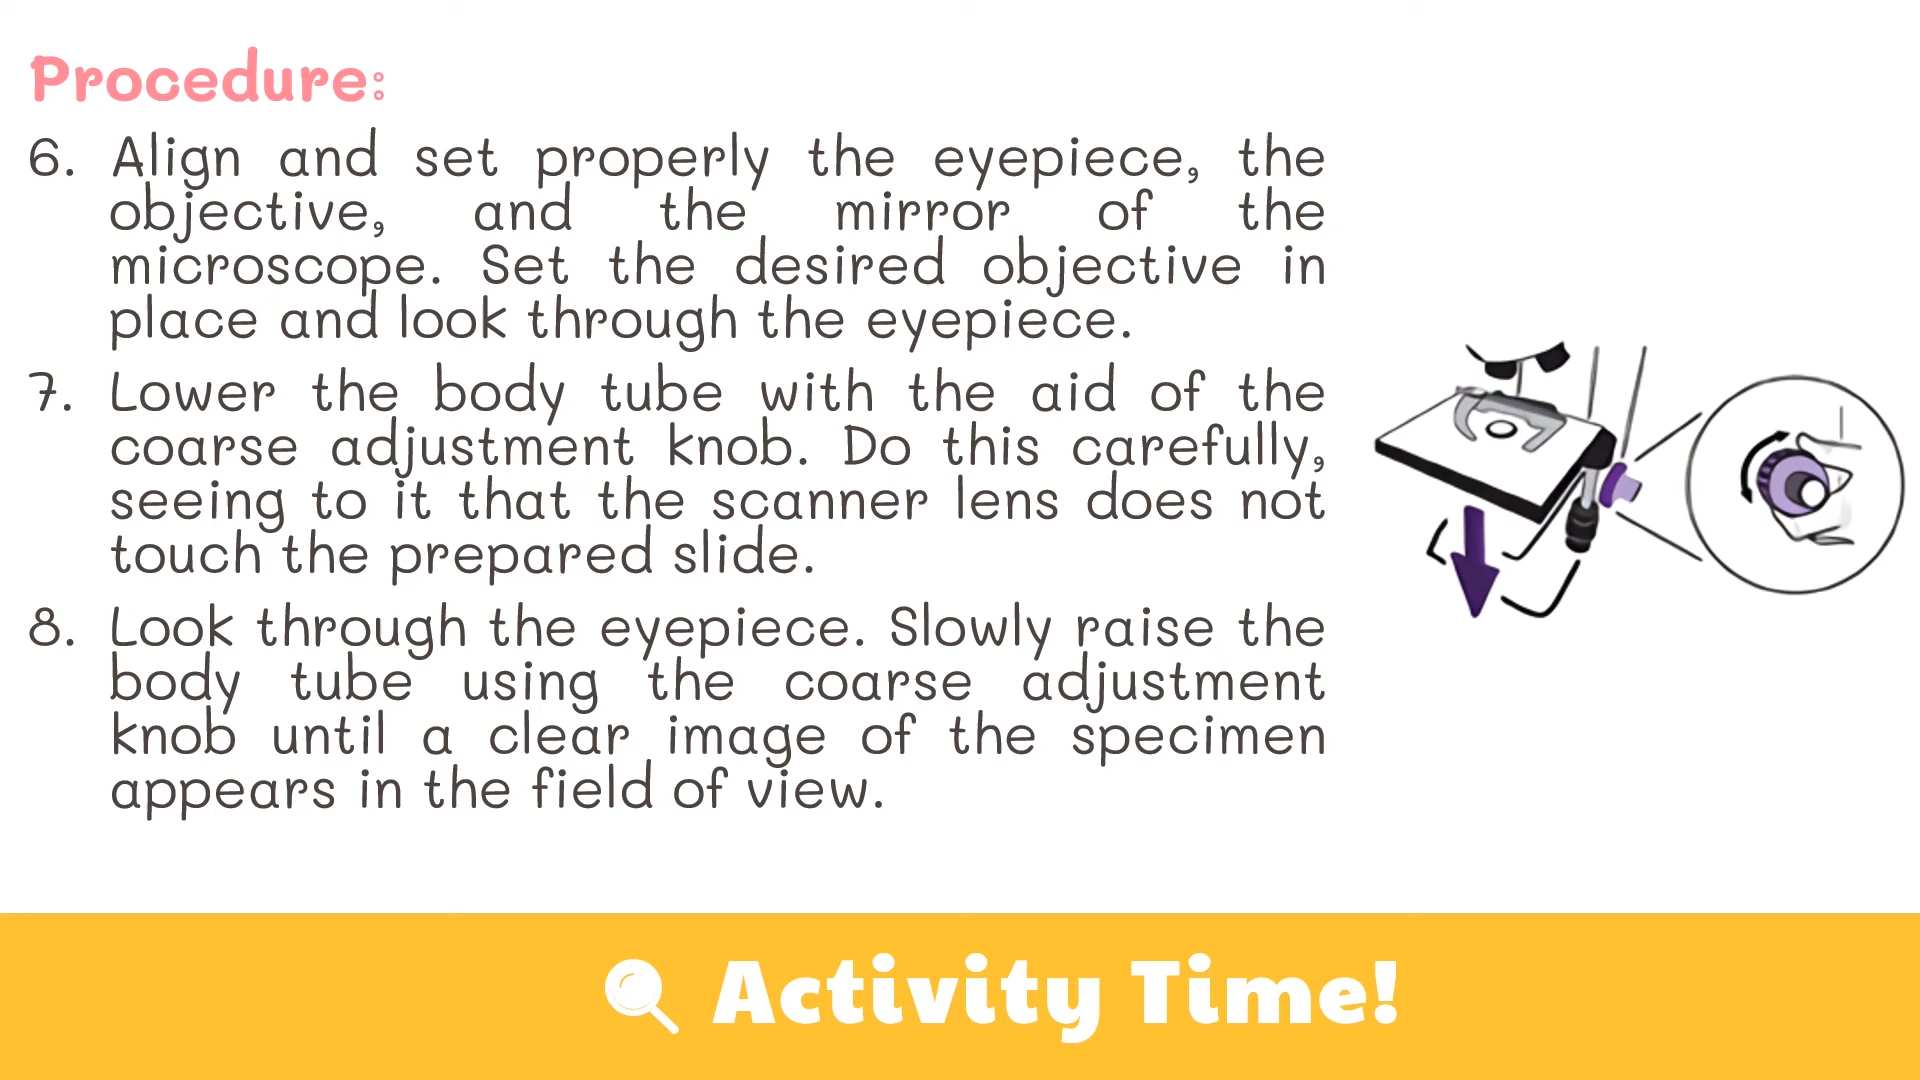 Procedure:
6. Align and set properly the eyepiece, the
objective, and the mirror of the
microscope. Set the desired objective in
place and look through the eyepiece.
7. Lower the body tube with the aid of the
coarse adjustment knob. Do this carefully,
seeing to it that the scanner lens does not
touch the prepared slide.
8. Look through the eyepiece. Slowly raise the
body tube using the coarse adjustment
knob until a clear image of the specimen
appears in the field of view.
Activity Time!